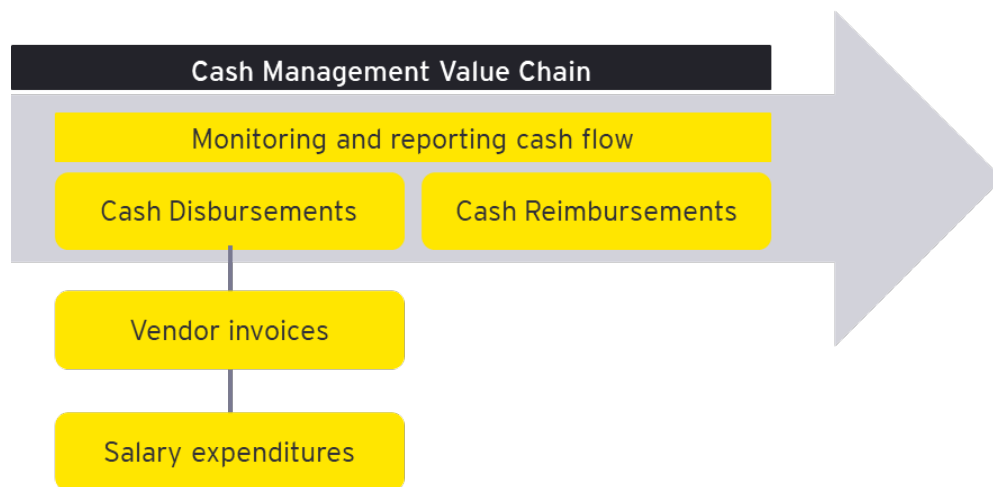 Cash Management Value Chain
Monitoring and reporting cash flow
Cash Disbursements
Cash Reimbursements
Vendor invoices
Salary expenditures